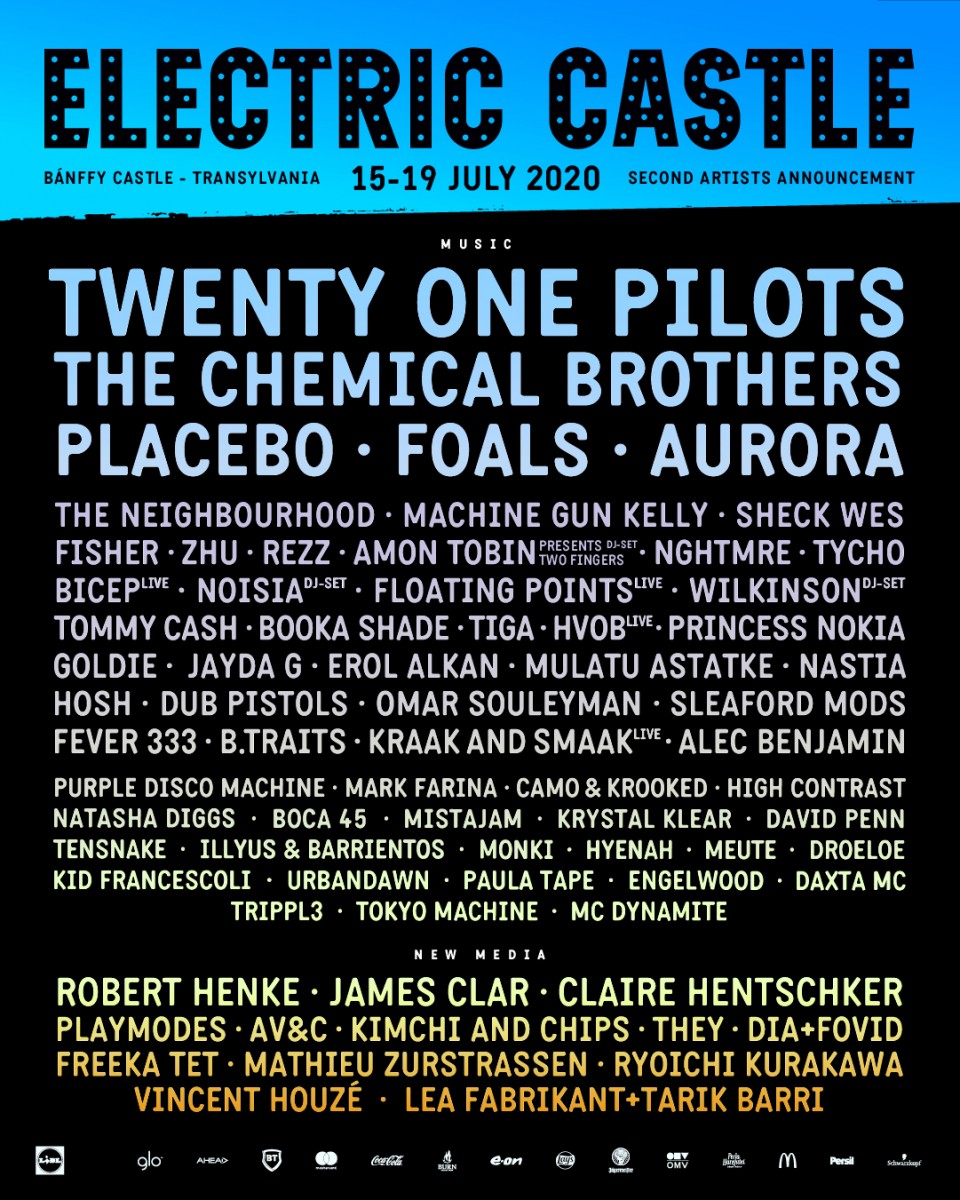 ELECTRIC CASTLE
BÁNFFY CASTLE - TRANSYLVANIA 15-19 JULY 2020 SECOND ARTISTS ANNOUNCEMENT
MUSIC
TWENTY ONE PILOTS
THE CHEMICAL BROTHERS
PLACEBO · FOALS · AURORA
THE NEIGHBOURHOOD · MACHINE GUN KELLY · SHECK WES
FISHER · ZHU · REZZ · AMON TOBIN PRESENTS DJ-SET TWO FINGERS · NGHTMRE · TYCHO
BICEP LIVE · NOISIA DJ-SET · FLOATING POINTS LIVE · WILKINSON DJ-SET
TOMMY CASH · BOOKA SHADE · TIGA · HVOB LIVE · PRINCESS NOKIA
GOLDIE · JAYDA G · EROL ALKAN · MULATU ASTATKE · NASTIA
HOSH · DUB PISTOLS · OMAR SOULEYMAN · SLEAFORD MODS
FEVER 333 · B.TRAITS · KRAAK AND SMAAK LIVE · ALEC BENJAMIN
PURPLE DISCO MACHINE · MARK FARINA · CAMO & KROOKED · HIGH CONTRAST
NATASHA DIGGS · BOCA 45 · MISTAJAM · KRYSTAL KLEAR · DAVID PENN
TENSNAKE · ILLYUS & BARRIENTOS · MONKI · HYENAH · MEUTE · DROELOE
KID FRANCESCOLI · URBANDAWN · PAULA TAPE · ENGELWOOD · DAXTA MC
TRIPPL3 · TOKYO MACHINE · MC DYNAMITE
NEW MEDIA
ROBERT HENKE · JAMES CLAR · CLAIRE HENTSCHKER
PLAYMODES · AV&C · KIMCHI AND CHIPS · THEY · DIA+FOVID
FREEKA TET · MATHIEU ZURSTRASSEN · RYOICHI KURAKAWA
VINCENT HOUZÉ · LEA FABRIKANT+TARIK BARRI
LIDL glo AHEAD BT Coca-Cola BURN e-on Lay's Jägermeister OMV M Persil Schwarzkopf